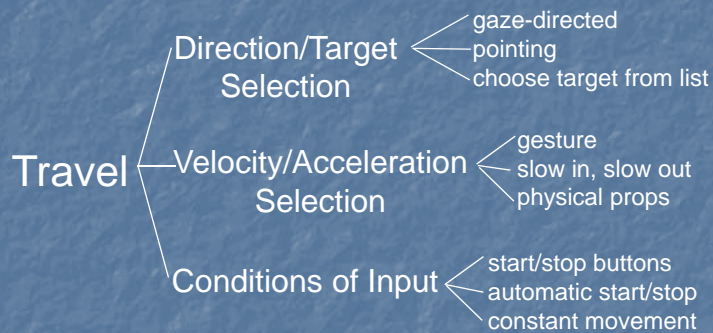 Travel
Direction/Target
Selection
gaze-directed
pointing
choose target from list
Velocity/Acceleration
Selection
gesture
slow in, slow out
physical props
Conditions of Input
start/stop buttons
automatic start/stop
constant movement